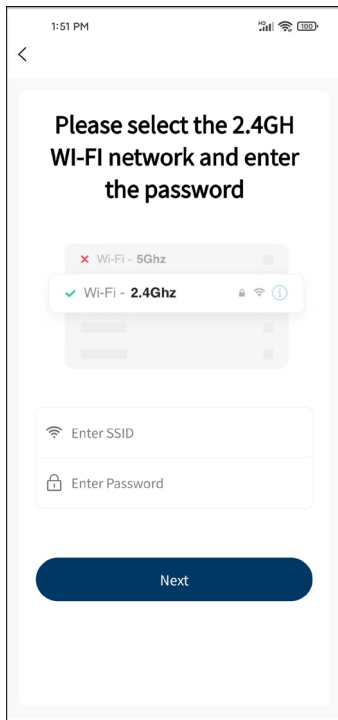 1:51 PM
HD
100
Please select the 2.4GH
WI-FI network and enter
the password
Wi-Fi - 5Ghz
Wi-Fi - 2.4Ghz
Enter SSID
Enter Password
Next